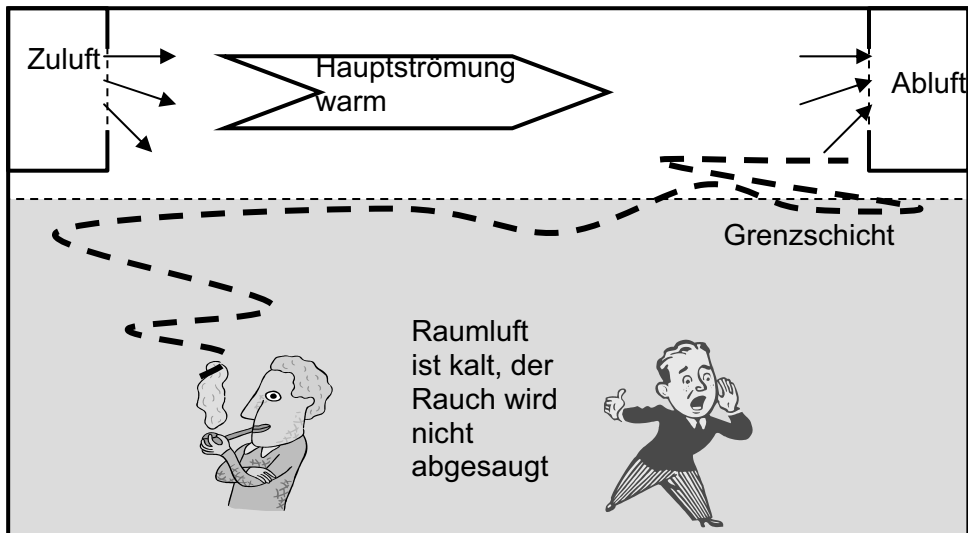 Zuluft
Hauptströmung
warm
Abluft
Grenzschicht
Raumluft
ist kalt, der
Rauch wird
nicht
abgesaugt